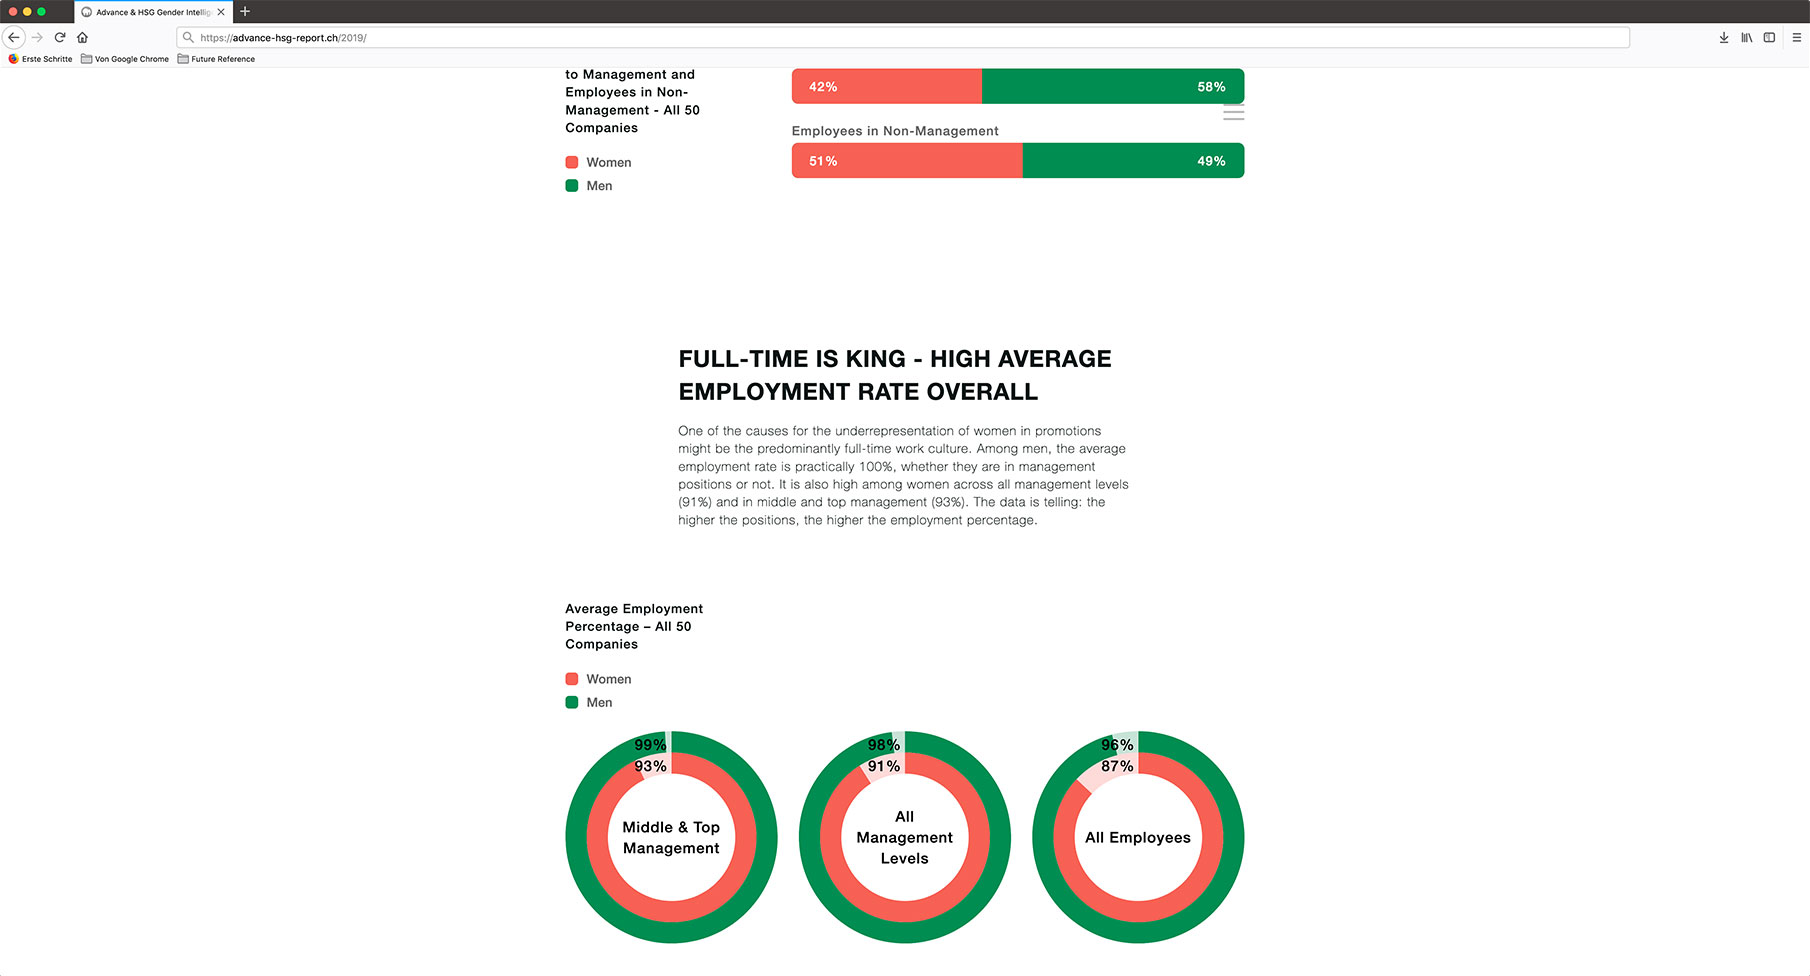 Advance & HSG Gender Intellig
https://advance-hsg-report.ch/2019/
Erste Schritte
Von Google Chrome
Future Reference
to Management and
Employees in Non-
Management - All 50
Companies
Women
Men
42%
58%
Employees in Non-Management
51%
49%
FULL-TIME IS KING - HIGH AVERAGE
EMPLOYMENT RATE OVERALL
One of the causes for the underrepresentation of women in promotions
might be the predominantly full-time work culture. Among men, the average
employment rate is practically 100%, whether they are in management
positions or not. It is also high among women across all management levels
(91%) and in middle and top management (93%). The data is telling: the
higher the positions, the higher the employment percentage.
Average Employment
Percentage – All 50
Companies
Women
Men
99%
93%
Middle & Top
Management
98%
91%
All
Management
Levels
96%
87%
All Employees